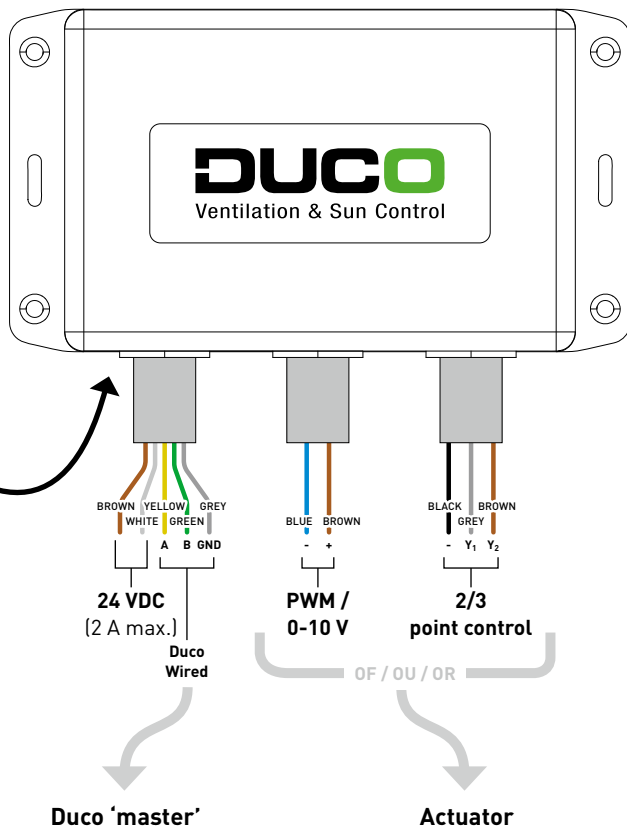 DUCO
Ventilation & Sun Control
BROWN YELLOW GREY
WHITE GREEN
A B GND
24 VDC
(2 A max.)
Duco
Wired
BLUE BROWN
- +
PWM /
0-10 V
BLACK BROWN
GREY
- Y₁ Y₂
2/3
point control
OF / OU / OR
Duco ‘master’
Actuator